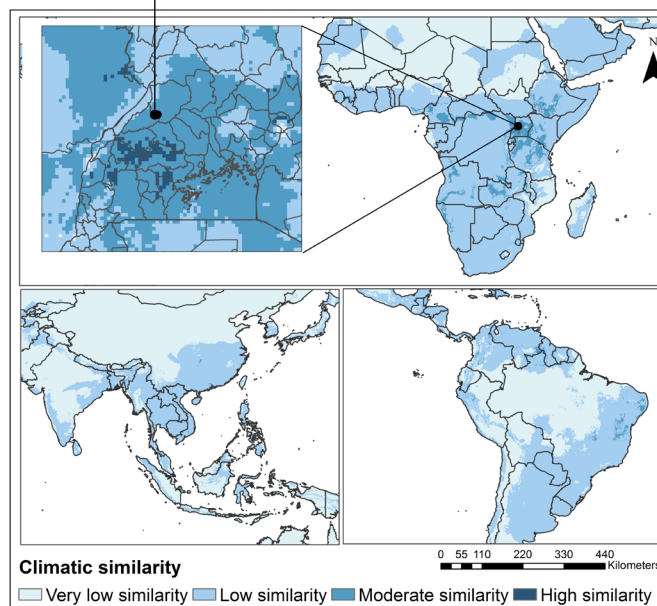 N
Climatic similarity
0 55 110 220 330 440
Kilometers
Very low similarity Low similarity Moderate similarity High similarity